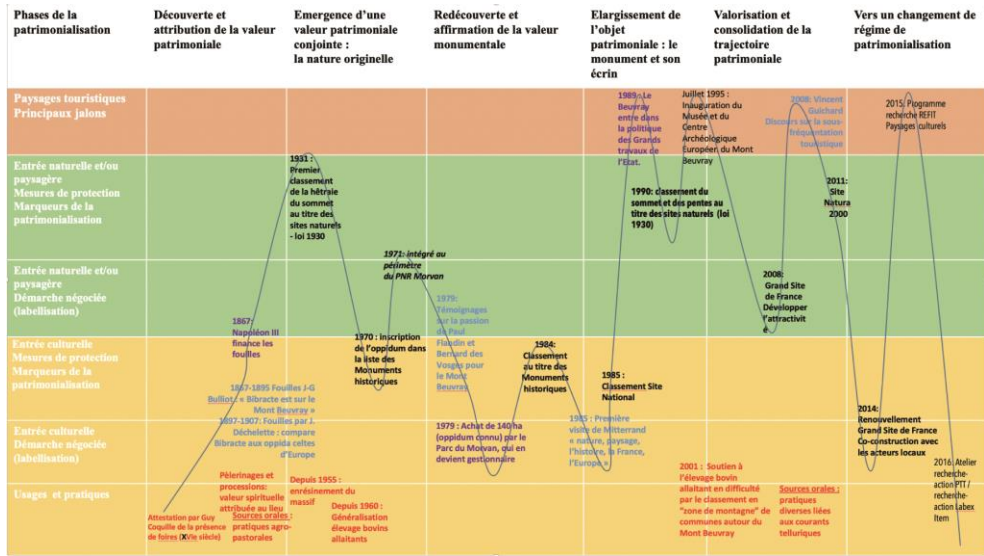 Phases de la
patrimonialisation
Découverte et
attribution de la valeur
patrimoniale
Emergence d'une
valeur patrimoniale
conjointe :
la nature originelle
Redécouverte et
affirmation de la valeur
monumentale
Elargissement de
l'objet
patrimoniale : le
monument et son
écrin
Valorisation et
consolidation de la
trajectoire
patrimoniale
Vers un changement de
régime de
patrimonialisation
Paysages touristiques
Principaux jalons
1989 : Le
Beuvray entre
dans la
politique
des Grands
travaux de
l'Etat.
Juillet 1995 :
Inauguration du
Musée et du
Centre
Archéologique
Européen du Mont
Beuvray
2008: Vincent
Guichard
Discours sur la sous-
fréquentation
touristique
2015: Programme
recherche REFIT
Paysages culturels
Entrée naturelle et/ou
paysagère
Mesures de protection
Marqueurs de la
patrimonialisation
1931 :
Premier
classement
de la hêtraie
du sommet
au titre des
sites naturels
- loi 1930
1990: classement du
sommet et des pentes au
titre des sites naturels (loi
1930)
2011:
Site
Natura
2000
Entrée naturelle et/ou
paysagère
Démarche négociée
(labellisation)
1971: intégré au
périmètre
du PNR Morvan
2008:
Grand Site
de France
Développer
l'attractivit
é
1867:
Napoléon III
finance les
fouilles
1979:
Témoignages
sur la passion
de Paul
Flandin et
Bernard des
Vosges pour
le Mont
Beuvray
Entrée culturelle
Mesures de protection
Marqueurs de la
patrimonialisation
1867-1895 Fouilles J-G
Bulliot: « Bibracte est sur le
Mont Beuvray »
1897-1907: Fouilles par J.
Déchelette : compare
Bibracte aux oppida celtes
d'Europe
1970: inscription
de l'oppidum dans
la liste des
Monuments
historiques
1984:
Classement au
titre des
Monuments
historiques
1985 :
Classement Site
National
Entrée culturelle
Démarche négociée
(labellisation)
1979 : Achat de 140 ha
(oppidum connu) par le
Parc du Morvan, qui en
devient gestionnaire
1985 : Première
visite de Mitterrand
« nature, paysage,
l'histoire, la France,
l'Europe »
2014:
Renouvellement
Grand Site de France
Co-construction avec
les acteurs locaux
Usages et pratiques
Attestation par Guy
Coquille de la présence
de foires (XVIe siècle)
Pèlerinages et
processions:
valeur spirituelle
attribuée au lieu
Sources orales :
pratiques agro-
pastorales
Depuis 1955 :
enrésinement du
massif
Depuis 1960 :
Généralisation
élevage bovins
allaitants
2001 : Soutien à
l'élevage bovin
allaitant en difficulté
par le classement en
"zone de montagne" de
communes autour du
Mont Beuvray
Sources orales :
pratiques
diverses liées
aux courants
telluriques
2016: Atelier
recherche-
action PTT /
recherche-
action Labex
Item